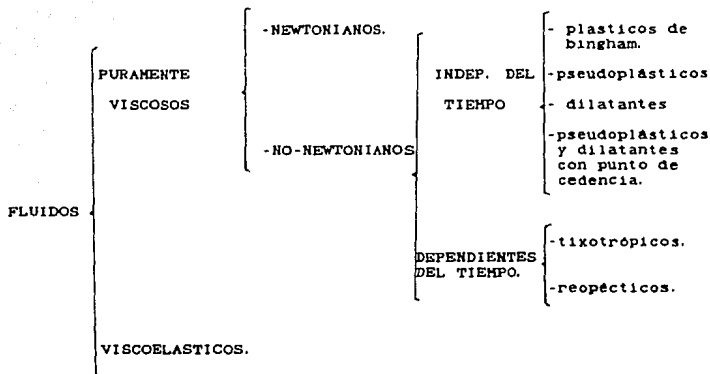 FLUIDOS
PURAMENTE
VISCOSOS
-NEWTONIANOS.
-NO-NEWTONIANOS
INDEP. DEL
TIEMPO
- plasticos de
bingham.
-pseudoplásticos
- dilatantes
-pseudoplásticos
y dilatantes
con punto de
cedencia.
DEPENDIENTES
DEL TIEMPO.
-tixotrópicos.
-reopécticos.
VISCOELASTICOS.